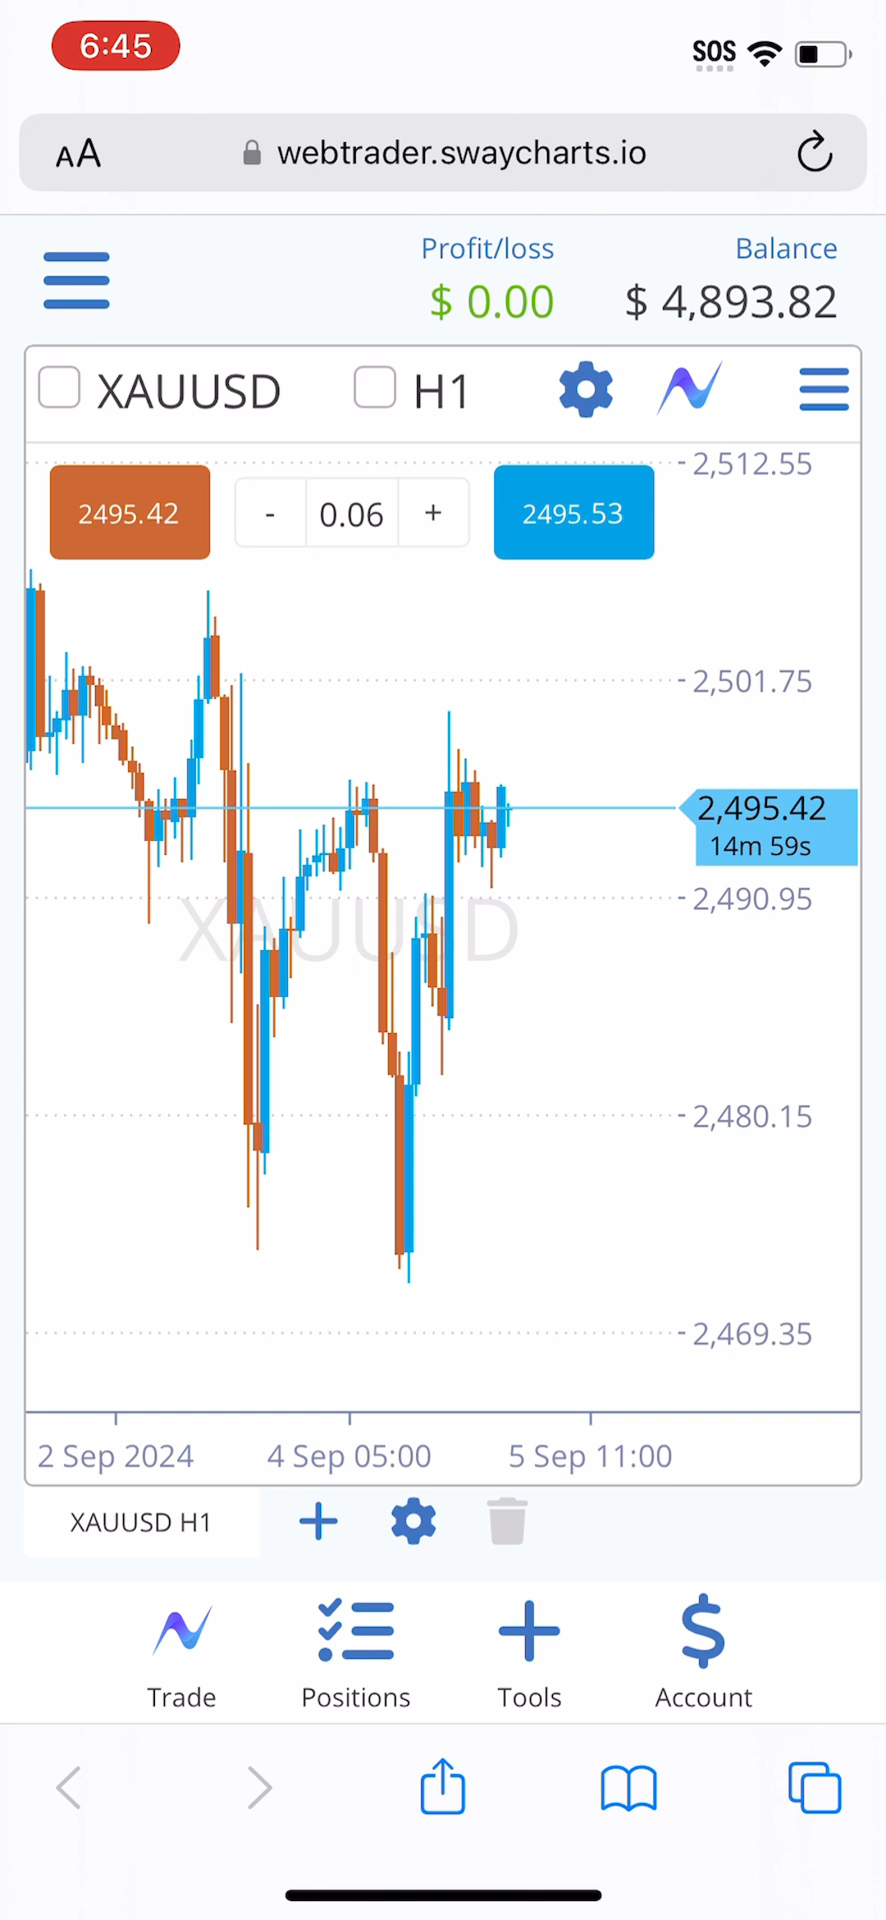 6:45
SOS
AA
webtrader.swaycharts.io
Profit/loss
Balance
$ 0.00
$ 4,893.82
XAUUSD
H1
2,512.55
2495.42
-
0.06
+
2495.53
2,501.75
2,495.42
14m 59s
2,490.95
XAUUSD
2,480.15
2,469.35
2 Sep 2024
4 Sep 05:00
5 Sep 11:00
XAUUSD H1
Trade
Positions
Tools
Account